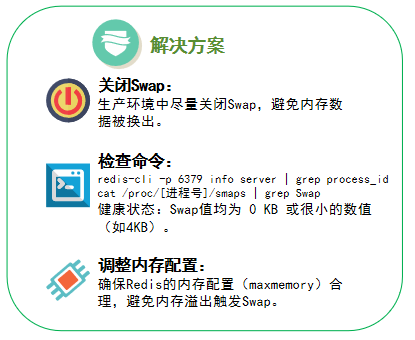 解决方案
关闭Swap：
生产环境中尽量关闭Swap，避免内存数
据被换出。
检查命令：
redis-cli -p 6379 info server | grep process_id
cat /proc/[进程号]/smaps | grep Swap
健康状态：Swap值均为 0 KB 或很小的数值
（如4KB）。
调整内存配置：
确保Redis的内存配置（maxmemory）合
理，避免内存溢出触发Swap。